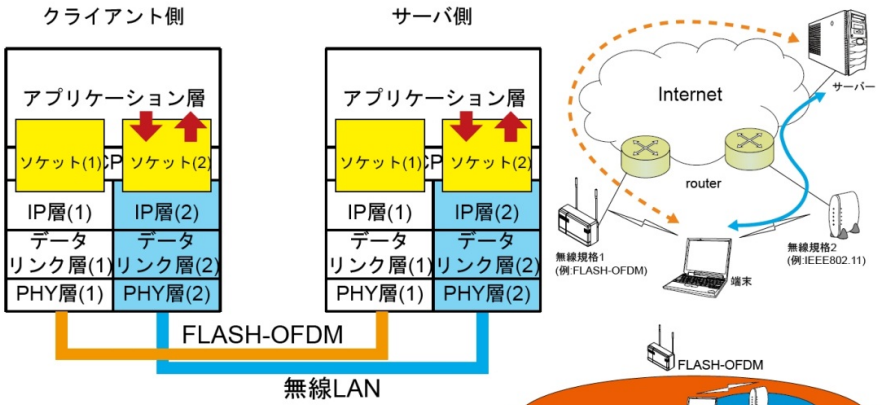 クライアント側
サーバ側
アプリケーション層
ソケット(1)
CP
ソケット(2)
IP層(1)
IP層(2)
データ
リンク層(1)
データ
リンク層(2)
PHY層(1)
PHY層(2)
アプリケーション層
ソケット(1)
CP
ソケット(2)
IP層(1)
IP層(2)
データ
リンク層(1)
データ
リンク層(2)
PHY層(1)
PHY層(2)
FLASH-OFDM
無線LAN
Internet
サーバー
router
無線規格1
(例:FLASH-OFDM)
端末
無線規格2
(例:IEEE802.11)
FLASH-OFDM